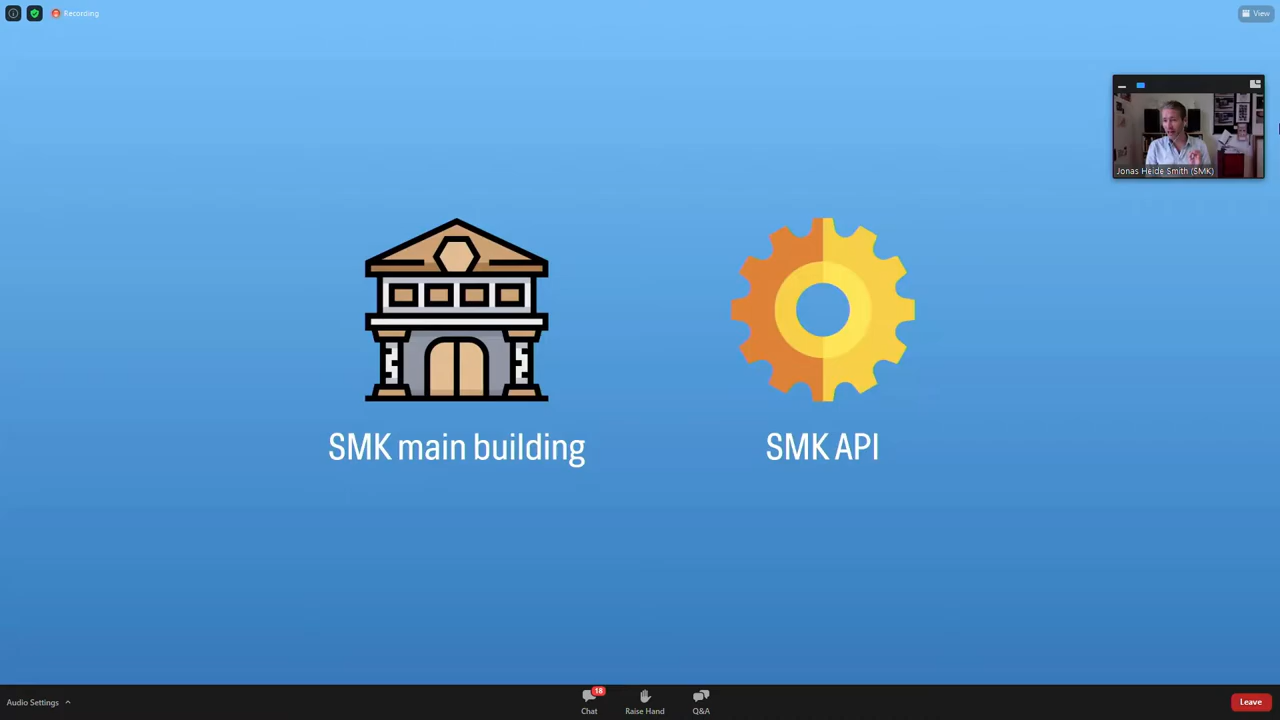 Recording
View
Jonas Heide Smith (SMK)
SMK main building
SMK API
Audio Settings
18
Chat
Raise Hand
Q&A
Leave